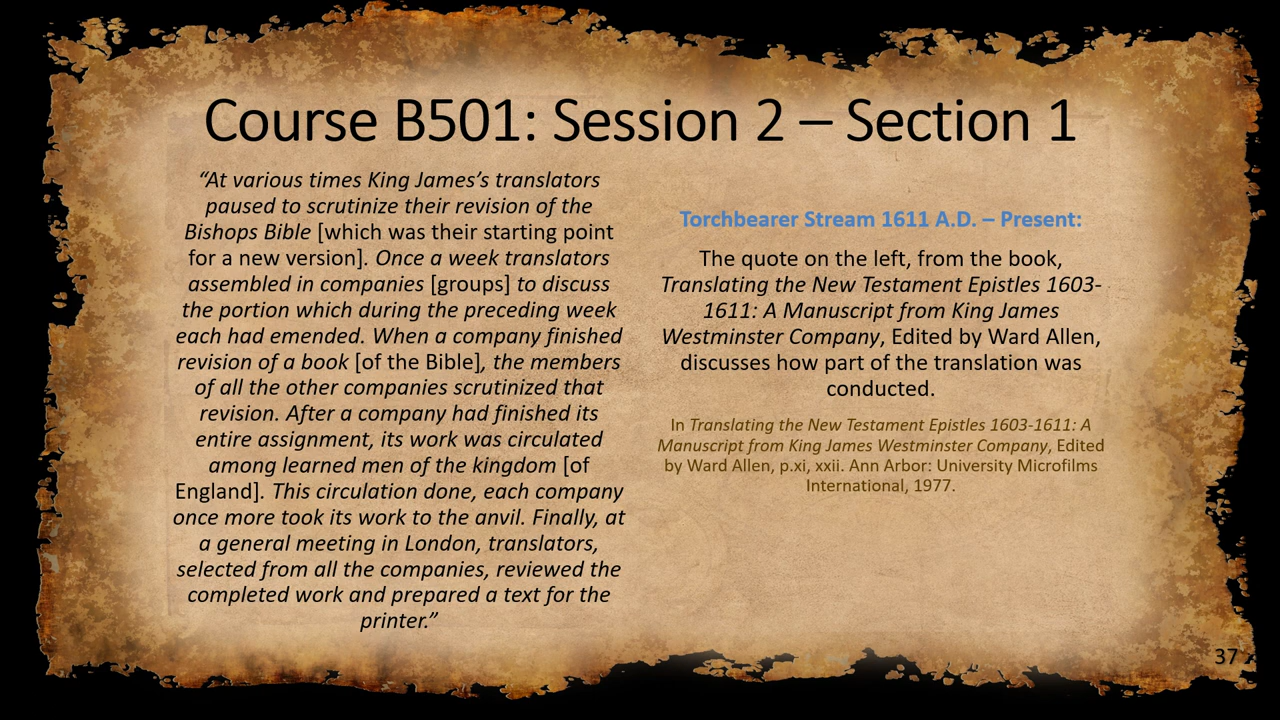 Course B501: Session 2 – Section 1
“At various times King James’s translators
paused to scrutinize their revision of the
Bishops Bible [which was their starting point
for a new version]. Once a week translators
assembled in companies [groups] to discuss
the portion which during the preceding week
each had emended. When a company finished
revision of a book [of the Bible], the members
of all the other companies scrutinized that
revision. After a company had finished its
entire assignment, its work was circulated
among learned men of the kingdom [of
England]. This circulation done, each company
once more took its work to the anvil. Finally, at
a general meeting in London, translators,
selected from all the companies, reviewed the
completed work and prepared a text for the
printer.”
Torchbearer Stream 1611 A.D. – Present:
The quote on the left, from the book,
Translating the New Testament Epistles 1603-
1611: A Manuscript from King James
Westminster Company, Edited by Ward Allen,
discusses how part of the translation was
conducted.
In Translating the New Testament Epistles 1603-1611: A
Manuscript from King James Westminster Company, Edited
by Ward Allen, p.xi, xxii. Ann Arbor: University Microfilms
International, 1977.
37